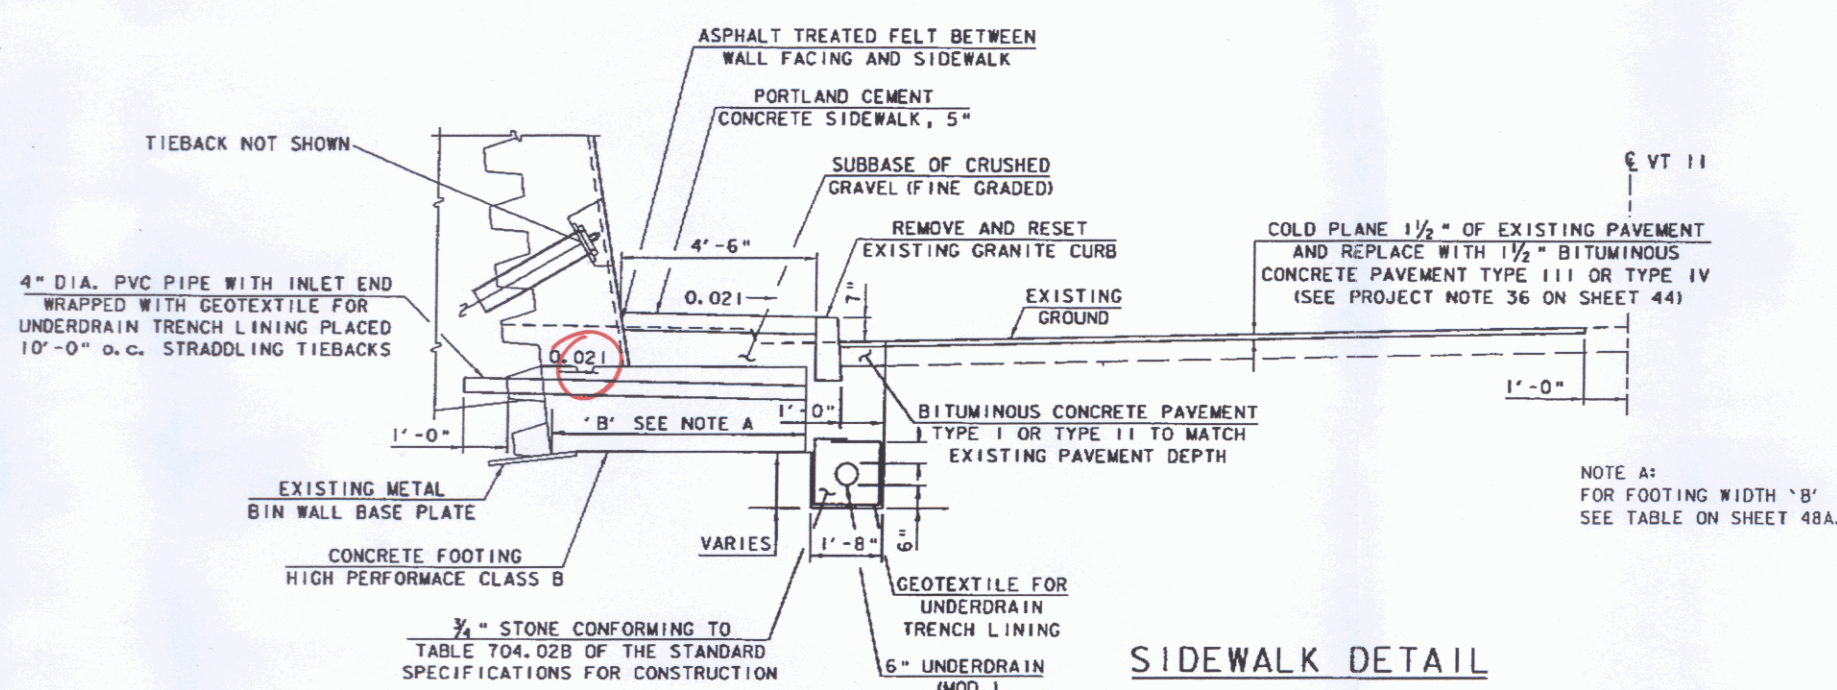 ASPHALT TREATED FELT BETWEEN
WALL FACING AND SIDEWALK
PORTLAND CEMENT
CONCRETE SIDEWALK, 5"
TIEBACK NOT SHOWN
SUBBASE OF CRUSHED
GRAVEL (FINE GRADED)
℄ VT 11
REMOVE AND RESET
EXISTING GRANITE CURB
4'-6"
COLD PLANE 1½" OF EXISTING PAVEMENT
AND REPLACE WITH 1½" BITUMINOUS
CONCRETE PAVEMENT TYPE III OR TYPE IV
(SEE PROJECT NOTE 36 ON SHEET 44)
4" DIA. PVC PIPE WITH INLET END
WRAPPED WITH GEOTEXTILE FOR
UNDERDRAIN TRENCH LINING PLACED
10'-0" o.c. STRADDLING TIEBACKS
0.021
7"
EXISTING
GROUND
0.021
1'-0"
1'-0"
'B' SEE NOTE A
1'-0"
BITUMINOUS CONCRETE PAVEMENT
TYPE I OR TYPE II TO MATCH
EXISTING PAVEMENT DEPTH
NOTE A:
FOR FOOTING WIDTH 'B'
SEE TABLE ON SHEET 48A.
EXISTING METAL
BIN WALL BASE PLATE
VARIES
1'-8"
6"
CONCRETE FOOTING
HIGH PERFORMACE CLASS B
GEOTEXTILE FOR
UNDERDRAIN
TRENCH LINING
¾" STONE CONFORMING TO
TABLE 704.02B OF THE STANDARD
SPECIFICATIONS FOR CONSTRUCTION
6" UNDERDRAIN
(MOD.)
SIDEWALK DETAIL